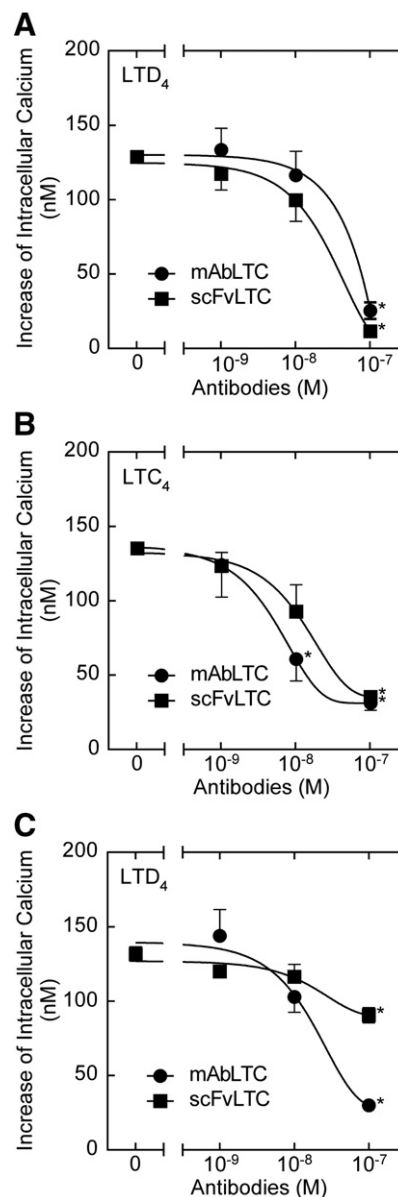 A
200
LTD4
150
100
50
0
mAbLTC
scFvLTC
*
*
0
10-9
10-8
10-7
Antibodies (M)
Increase of Intracellular Calcium
(nM)
B
200
LTC4
150
100
50
0
*
mAbLTC
scFvLTC
*
*
0
10-9
10-8
10-7
Antibodies (M)
Increase of Intracellular Calcium
(nM)
C
200
LTD4
150
100
50
0
*
mAbLTC
scFvLTC
*
0
10-9
10-8
10-7
Antibodies (M)
Increase of Intracellular Calcium
(nM)